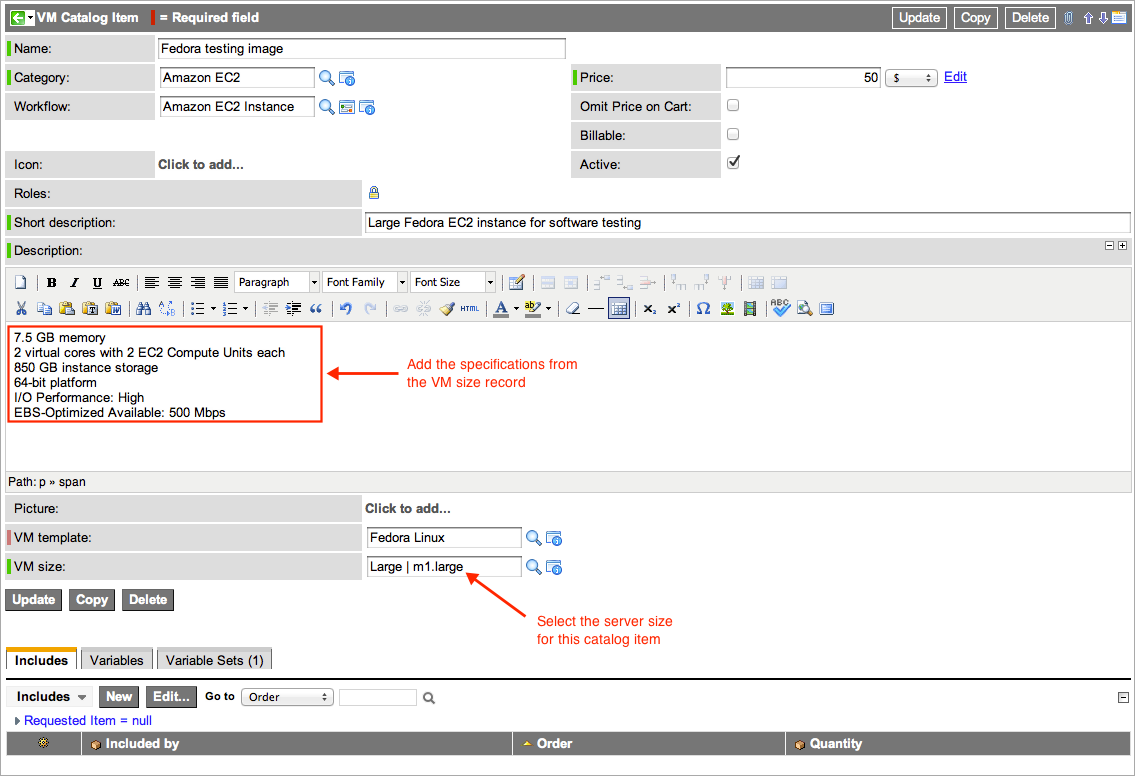 VM Catalog Item = Required field Update Copy Delete
Name: Fedora testing image
Category: Amazon EC2 Price: 50 $ Edit
Workflow: Amazon EC2 Instance Omit Price on Cart:
Billable:
Icon: Click to add... Active:
Roles:
Short description: Large Fedora EC2 instance for software testing
Description:
B I U ABC Paragraph Font Family Font Size
HTML A ab x₂ x² Ω ABC
7.5 GB memory
2 virtual cores with 2 EC2 Compute Units each
850 GB instance storage
64-bit platform
I/O Performance: High
EBS-Optimized Available: 500 Mbps
Add the specifications from
the VM size record
Path: p » span
Picture: Click to add...
VM template: Fedora Linux
VM size: Large | m1.large
Update Copy Delete
Select the server size
for this catalog item
Includes Variables Variable Sets (1)
Includes New Edit... Go to Order
Requested Item = null
Included by Order Quantity